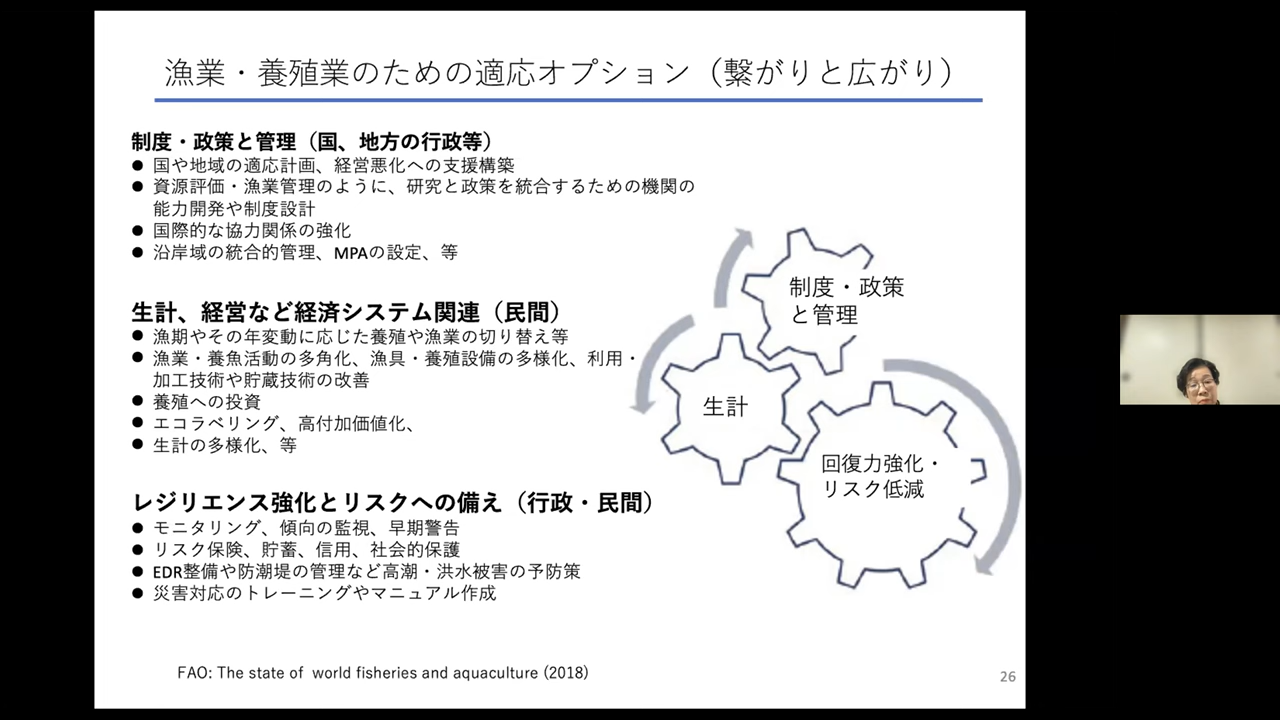 漁業・養殖業のための適応オプション（繋がりと広がり）
制度・政策と管理（国、地方の行政等）
● 国や地域の適応計画、経営悪化への支援構築
● 資源評価・漁業管理のように、研究と政策を統合するための機関の
能力開発や制度設計
● 国際的な協力関係の強化
● 沿岸域の統合的管理、MPAの設定、等
生計、経営など経済システム関連（民間）
● 漁期やその年変動に応じた養殖や漁業の切り替え等
● 漁業・養魚活動の多角化、漁具・養殖設備の多様化、利用・
加工技術や貯蔵技術の改善
● 養殖への投資
● エコラベリング、高付加価値化、
● 生計の多様化、等
レジリエンス強化とリスクへの備え（行政・民間）
● モニタリング、傾向の監視、早期警告
● リスク保険、貯蓄、信用、社会的保護
● EDR整備や防潮堤の管理など高潮・洪水被害の予防策
● 災害対応のトレーニングやマニュアル作成
制度・政策
と管理
生計
回復力強化・
リスク低減
FAO: The state of world fisheries and aquaculture (2018)
26